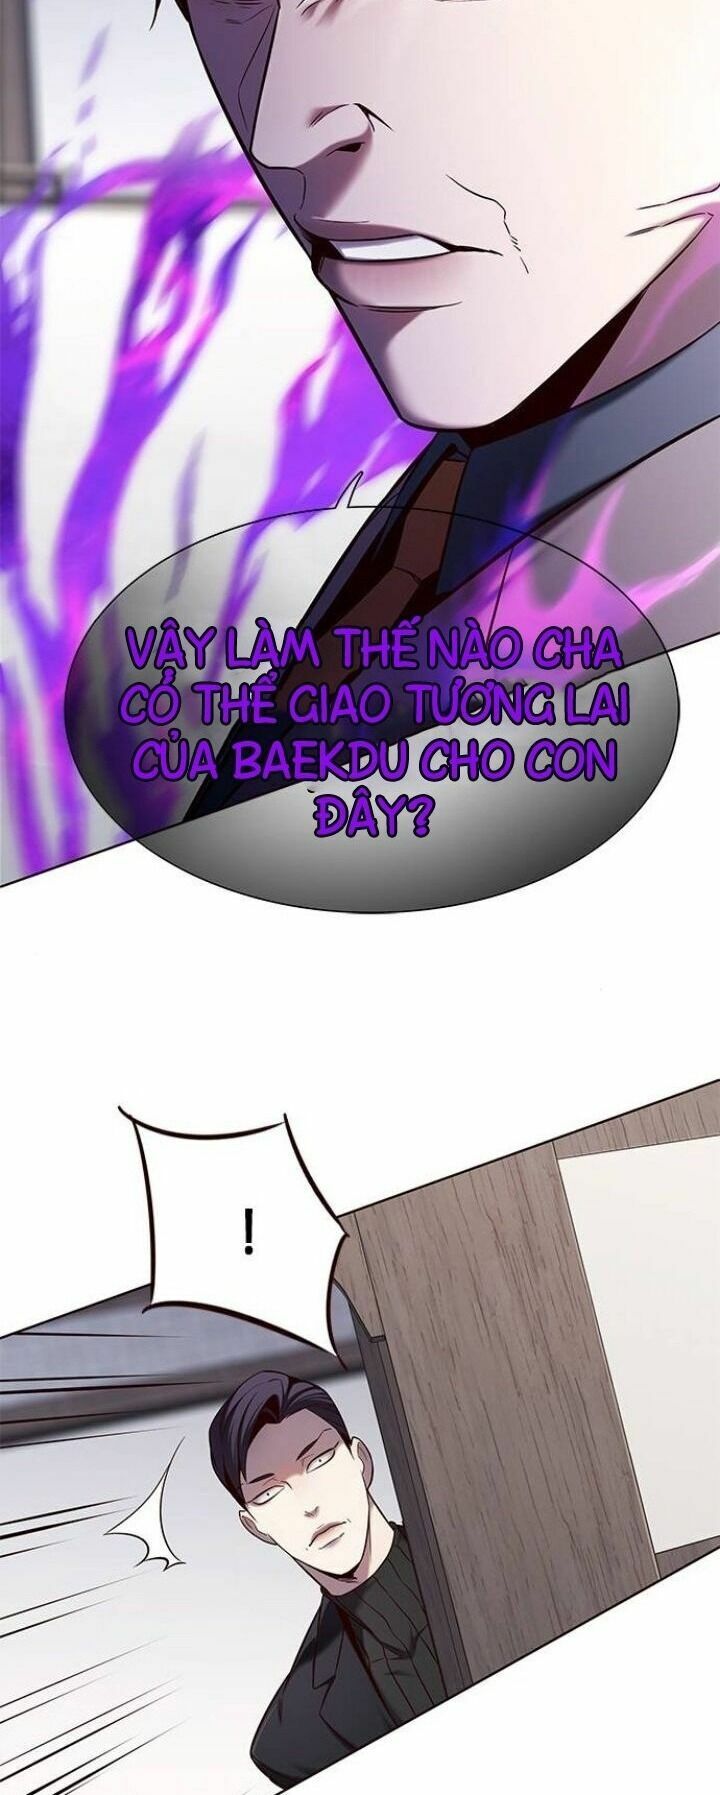 VẬY LÀM THẾ NÀO CHA
CÓ THỂ GIAO TƯƠNG LAI
CỦA BAEKDU CHO CON
ĐÂY?
!